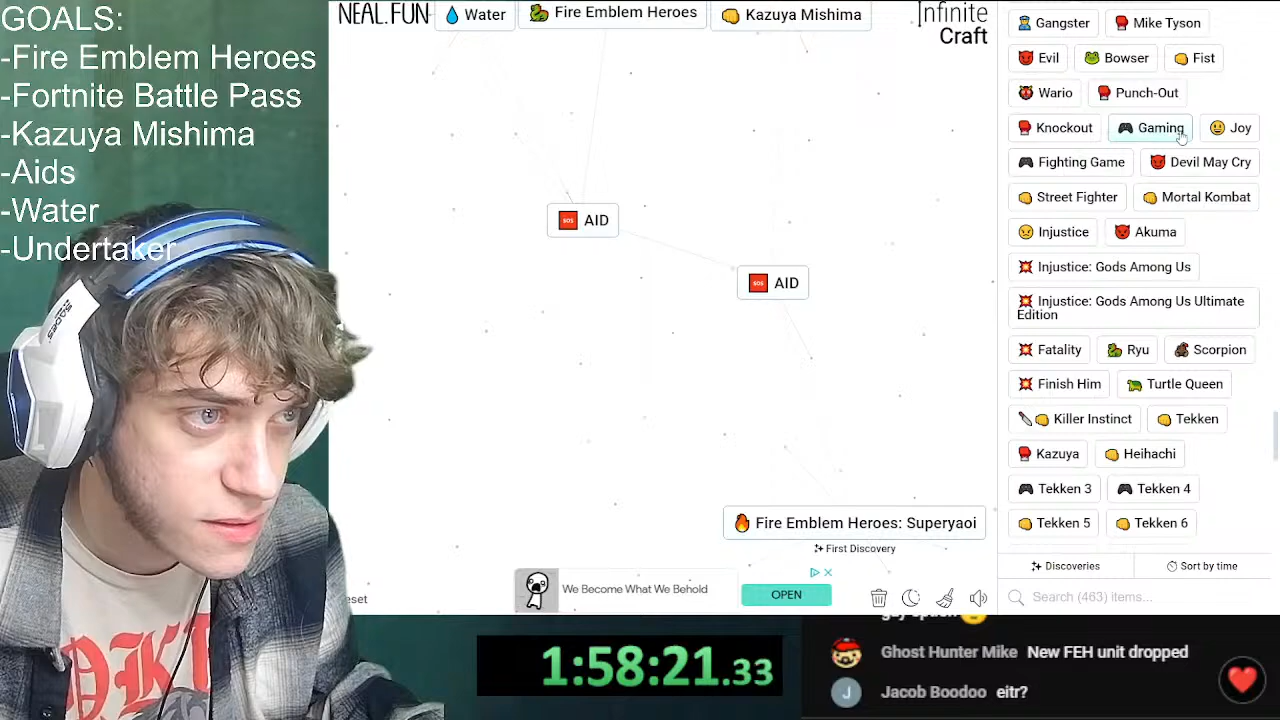 GOALS:
-Fire Emblem Heroes
-Fortnite Battle Pass
-Kazuya Mishima
-Aids
-Water
-Undertaker
NEAL.FUN
Water
Fire Emblem Heroes
Kazuya Mishima
Infinite
Craft
SOS AID
SOS AID
Fire Emblem Heroes: Superyaoi
First Discovery
We Become What We Behold
OPEN
eset
Gangster Mike Tyson
Evil Bowser Fist
Wario Punch-Out
Knockout Gaming Joy
Fighting Game Devil May Cry
Street Fighter Mortal Kombat
Injustice Akuma
Injustice: Gods Among Us
Injustice: Gods Among Us Ultimate
Edition
Fatality Ryu Scorpion
Finish Him Turtle Queen
Killer Instinct Tekken
Kazuya Heihachi
Tekken 3 Tekken 4
Tekken 5 Tekken 6
Discoveries Sort by time
Search (463) items...
1:58:21.33
Ghost Hunter Mike New FEH unit dropped
J Jacob Boodoo eitr?